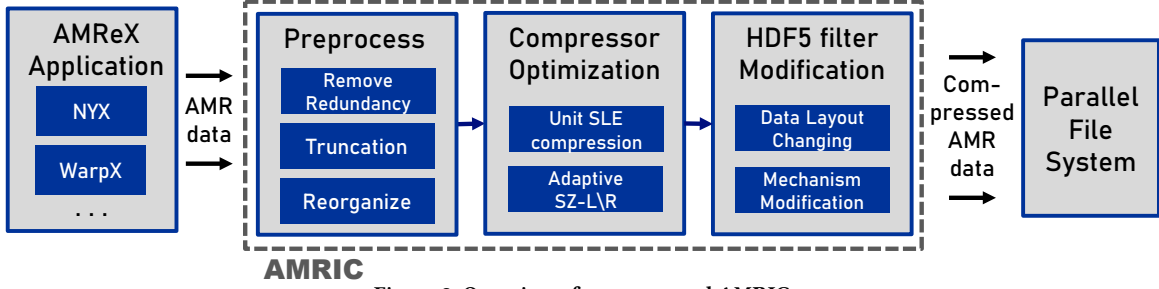 AMReX
Application
NYX
WarpX
. . .
AMR
data
Preprocess
Remove
Redundancy
Truncation
Reorganize
Compressor
Optimization
Unit SLE
compression
Adaptive
SZ-L\R
HDF5 filter
Modification
Data Layout
Changing
Mechanism
Modification
Com-
pressed
AMR
data
Parallel
File
System
AMRIC